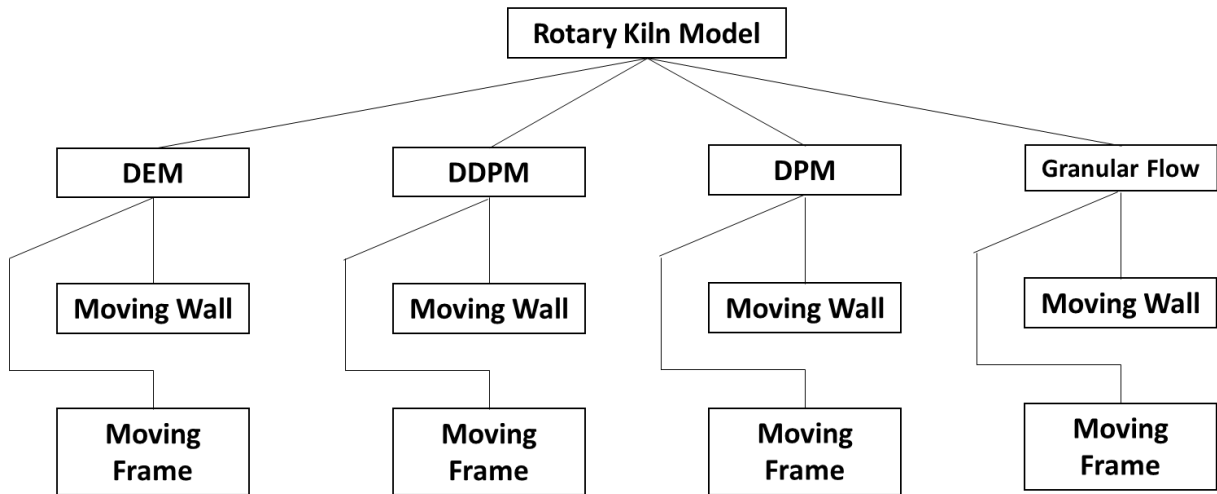 Rotary Kiln Model
DEM
DDPM
DPM
Granular Flow
Moving Wall
Moving Wall
Moving Wall
Moving Wall
Moving
Frame
Moving
Frame
Moving
Frame
Moving
Frame